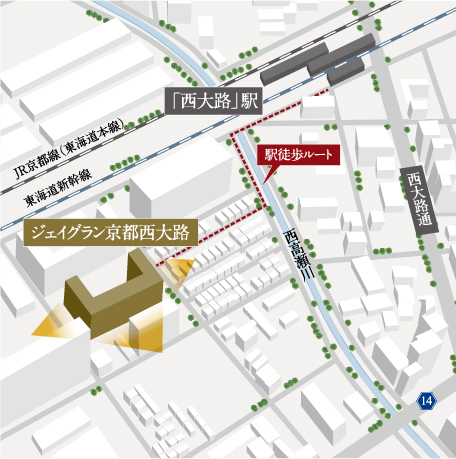 「西大路」駅
JR京都線（東海道本線）
東海道新幹線
駅徒歩ルート
西大路通
ジェイグラン京都西大路
西高瀬川
14